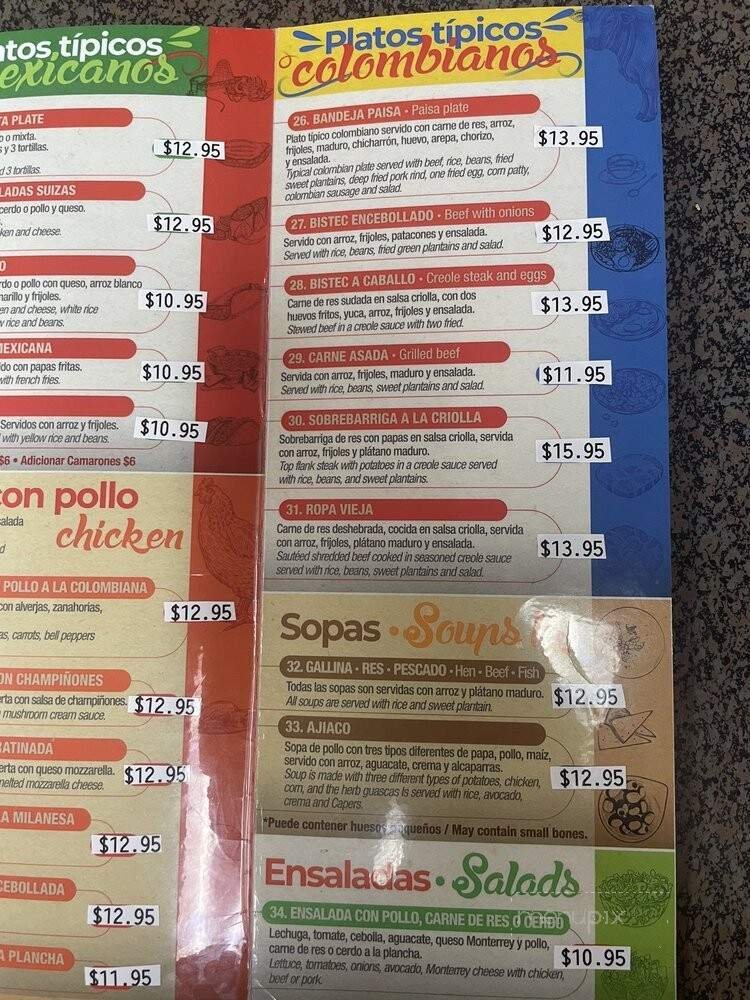 atos típicos
exicanos
TA PLATE
o o mixta.
s y 3 tortillas.
d 3 tortillas.
$12.95
LADAS SUIZAS
cerdo o pollo y queso.
ken and cheese.
$12.95
O
rdo o pollo con queso, arroz blanco
marillo y frijoles.
en and cheese, white rice
w rice and beans.
$10.95
MEXICANA
do con papas fritas.
with french fries.
$10.95
Servidos con arroz y frijoles.
with yellow rice and beans.
$10.95
$6 • Adicionar Camarones $6
con pollo
chicken
salada
d
POLLO A LA COLOMBIANA
con alverjas, zanahorias,
as, carrots, bell peppers
$12.95
ON CHAMPIÑONES
erta con salsa de champiñones.
mushroom cream sauce.
$12.95
RATINADA
erta con queso mozzarella.
melted mozzarella cheese.
$12.95
A MILANESA
$12.95
CEBOLLADA
$12.95
A PLANCHA
$11.95
Platos típicos
colombianos
26. BANDEJA PAISA • Paisa plate
Plato típico colombiano servido con carne de res, arroz,
frijoles, maduro, chicharrón, huevo, arepa, chorizo,
y ensalada.
Typical colombian plate served with beef, rice, beans, fried
sweet plantains, deep fried pork rind, one fried egg, corn patty,
colombian sausage and salad.
$13.95
27. BISTEC ENCEBOLLADO • Beef with onions
Servido con arroz, frijoles, patacones y ensalada.
Served with rice, beans, fried green plantains and salad.
$12.95
28. BISTEC A CABALLO • Creole steak and eggs
Carne de res sudada en salsa criolla, con dos
huevos fritos, yuca, arroz, frijoles y ensalada.
Stewed beef in a creole sauce with two fried.
$13.95
29. CARNE ASADA • Grilled beef
Servida con arroz, frijoles, maduro y ensalada.
Served with rice, beans, sweet plantains and salad.
$11.95
30. SOBREBARRIGA A LA CRIOLLA
Sobrebarriga de res con papas en salsa criolla, servida
con arroz, frijoles y plátano maduro.
Top flank steak with potatoes in a creole sauce served
with rice, beans, and sweet plantains.
$15.95
31. ROPA VIEJA
Carne de res deshebrada, cocida en salsa criolla, servida
con arroz, frijoles, plátano maduro y ensalada.
Sautéed shredded beef cooked in seasoned creole sauce
served with rice, beans, sweet plantains and salad.
$13.95
Sopas • Soups
32. GALLINA • RES • PESCADO • Hen • Beef • Fish
Todas las sopas son servidas con arroz y plátano maduro.
All soups are served with rice and sweet plantain.
$12.95
33. AJIACO
Sopa de pollo con tres tipos diferentes de papa, pollo, maíz,
servido con arroz, aguacate, crema y alcaparras.
Soup is made with three different types of potatoes, chicken,
corn, and the herb guascas Is served with rice, avocado,
crema and Capers.
$12.95
*Puede contener huesos pequeños / May contain small bones.
Ensaladas • Salads
34. ENSALADA CON POLLO, CARNE DE RES O CERDO
Lechuga, tomate, cebolla, aguacate, queso Monterrey y pollo,
carne de res o cerdo a la plancha.
Lettuce, tomatoes, onions, avocado, Monterrey cheese with chicken,
beef or pork.
$10.95
menupix